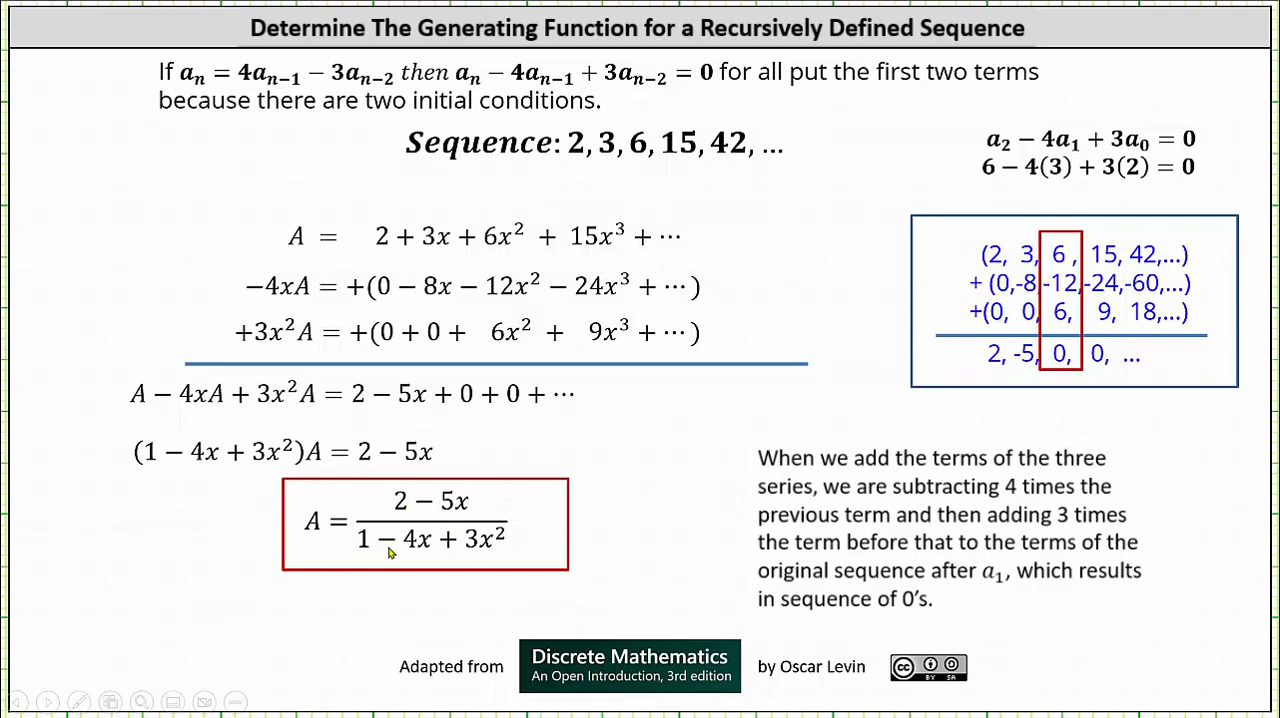 Determine The Generating Function for a Recursively Defined Sequence
If aₙ = 4aₙ₋₁ − 3aₙ₋₂ then aₙ − 4aₙ₋₁ + 3aₙ₋₂ = 0 for all put the first two terms
because there are two initial conditions.
Sequence: 2, 3, 6, 15, 42, ...
a₂ − 4a₁ + 3a₀ = 0
6 − 4(3) + 3(2) = 0
A = 2 + 3x + 6x² + 15x³ + ⋯
−4xA = +(0 − 8x − 12x² − 24x³ + ⋯)
+3x²A = +(0 + 0 + 6x² + 9x³ + ⋯)
A − 4xA + 3x²A = 2 − 5x + 0 + 0 + ⋯
(1 − 4x + 3x²)A = 2 − 5x
A = (2 − 5x) / (1 − 4x + 3x²)
(2, 3, 6 , 15, 42,...)
+ (0,-8,-12,-24,-60,...)
+(0, 0, 6, 9, 18,...)
2, -5, 0, 0, ...
When we add the terms of the three
series, we are subtracting 4 times the
previous term and then adding 3 times
the term before that to the terms of the
original sequence after a₁, which results
in sequence of 0’s.
Adapted from
Discrete Mathematics
An Open Introduction, 3rd edition
by Oscar Levin
cc
BY SA